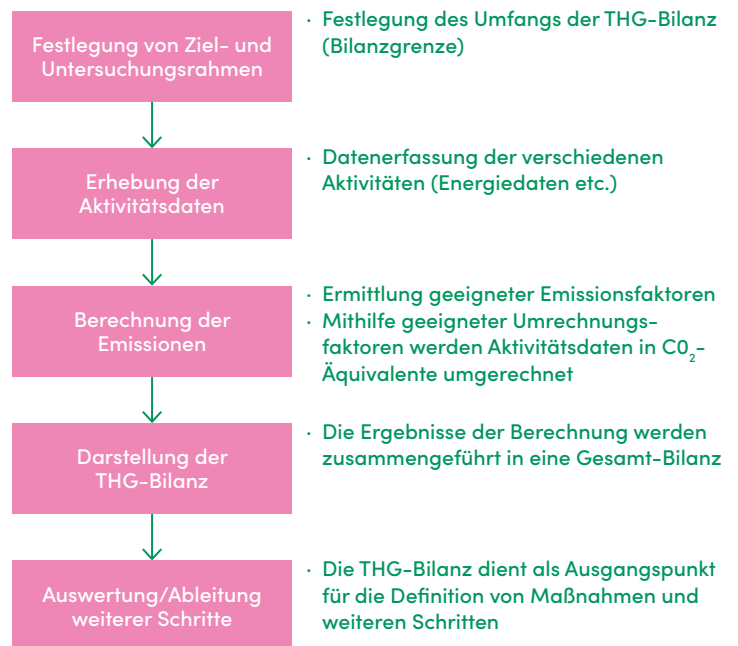 Festlegung von Ziel- und
Untersuchungsrahmen
· Festlegung des Umfangs der THG-Bilanz
(Bilanzgrenze)
Erhebung der
Aktivitätsdaten
· Datenerfassung der verschiedenen
Aktivitäten (Energiedaten etc.)
Berechnung der
Emissionen
· Ermittlung geeigneter Emissionsfaktoren
· Mithilfe geeigneter Umrechnungs-
faktoren werden Aktivitätsdaten in C0₂-
Äquivalente umgerechnet
Darstellung der
THG-Bilanz
· Die Ergebnisse der Berechnung werden
zusammengeführt in eine Gesamt-Bilanz
Auswertung/Ableitung
weiterer Schritte
· Die THG-Bilanz dient als Ausgangspunkt
für die Definition von Maßnahmen und
weiteren Schritten